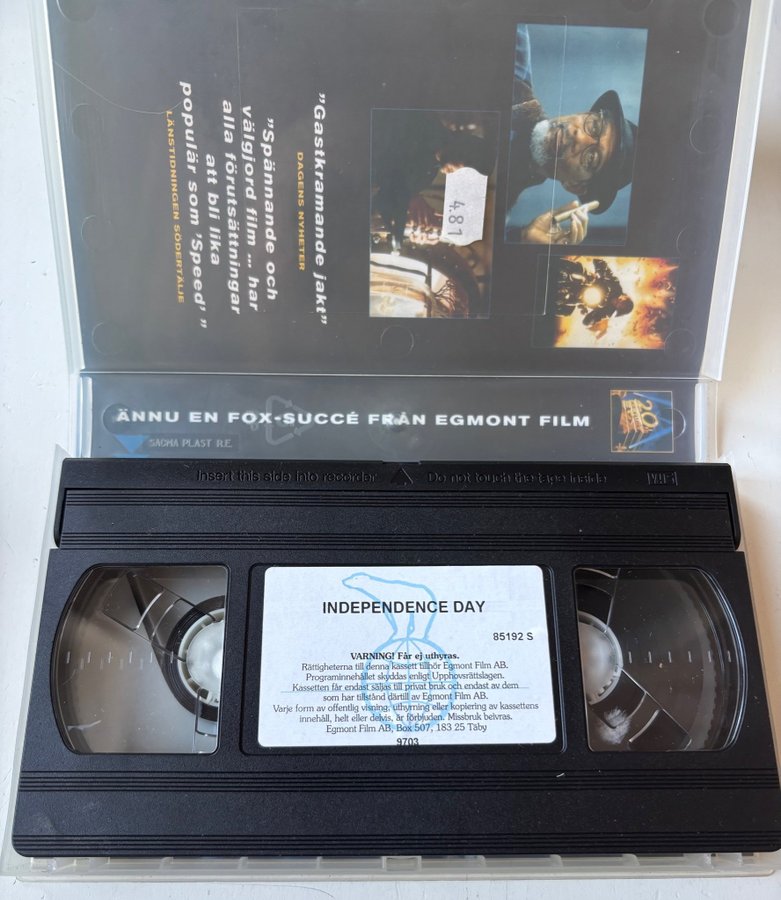 "Gastkramande jakt"
DAGENS NYHETER
"Spännande och
välgjord film ... har
alla förutsättningar
att bli lika
populär som 'Speed' "
LÄNSTIDNINGEN SÖDERTÄLJE
481
ÄNNU EN FOX-SUCCÉ FRÅN EGMONT FILM
20
SACMA PLAST R.E.
Insert this side into recorder
Do not touch the tape inside
VHS
INDEPENDENCE DAY
85192 S
VARNING! Får ej uthyras.
Rättigheterna till denna kassett tillhör Egmont Film AB.
Programinnehållet skyddas enligt Upphovsrättslagen.
Kassetten får endast säljas till privat bruk och endast av dem
som har tillstånd därtill av Egmont Film AB.
Varje form av offentlig visning, uthyrning eller kopiering av kassettens
innehåll, helt eller delvis, är förbjuden. Missbruk beivras.
Egmont Film AB, Box 507, 183 25 Täby
9703